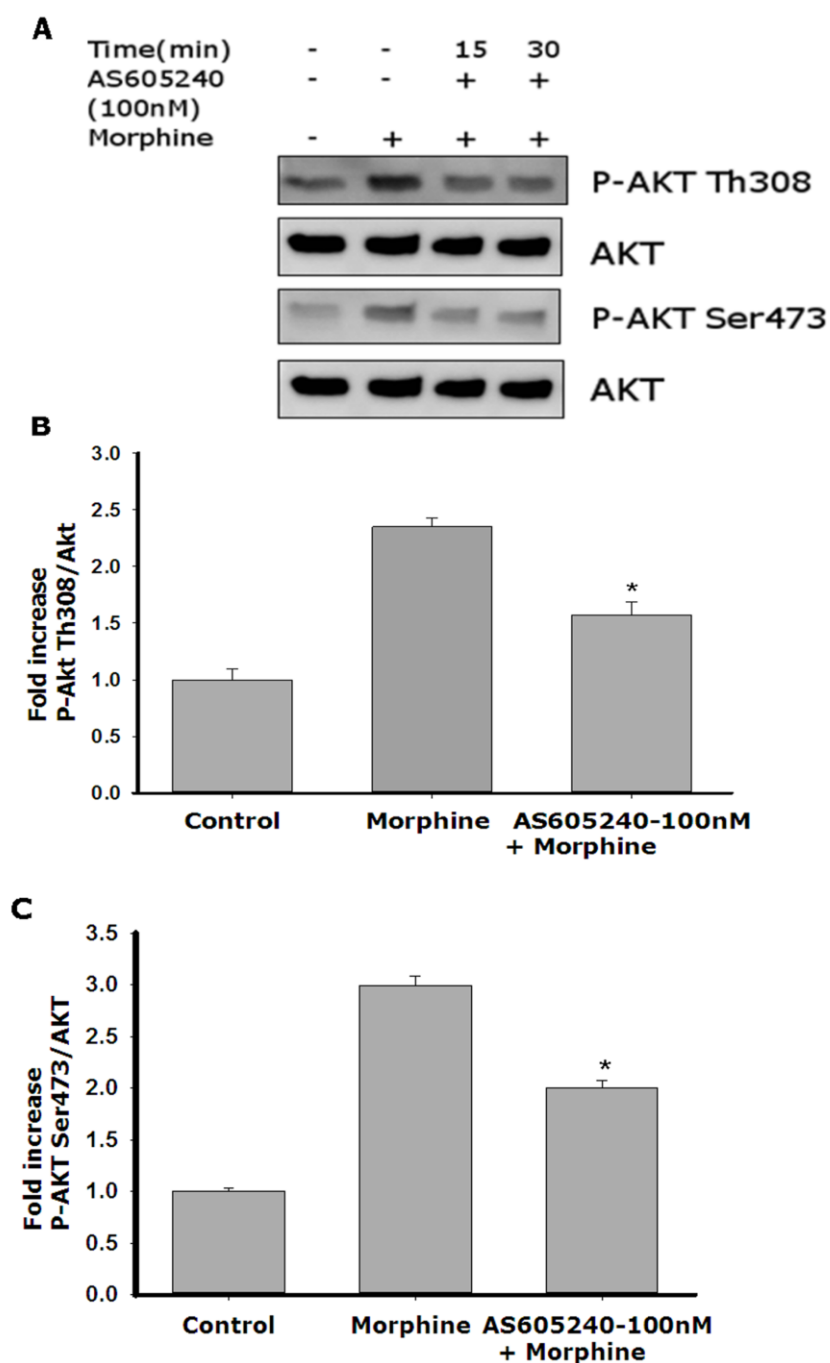 A
Time(min) - - 15 30
AS605240 - - + +
(100nM)
Morphine - + + +
P-AKT Th308
AKT
P-AKT Ser473
AKT
B
Fold increase
P-Akt Th308/Akt
3.0
2.5
2.0
1.5
1.0
0.5
0.0
*
Control Morphine AS605240-100nM
+ Morphine
C
Fold increase
P-AKT Ser473/AKT
3.5
3.0
2.5
2.0
1.5
1.0
0.5
0.0
*
Control Morphine AS605240-100nM
+ Morphine